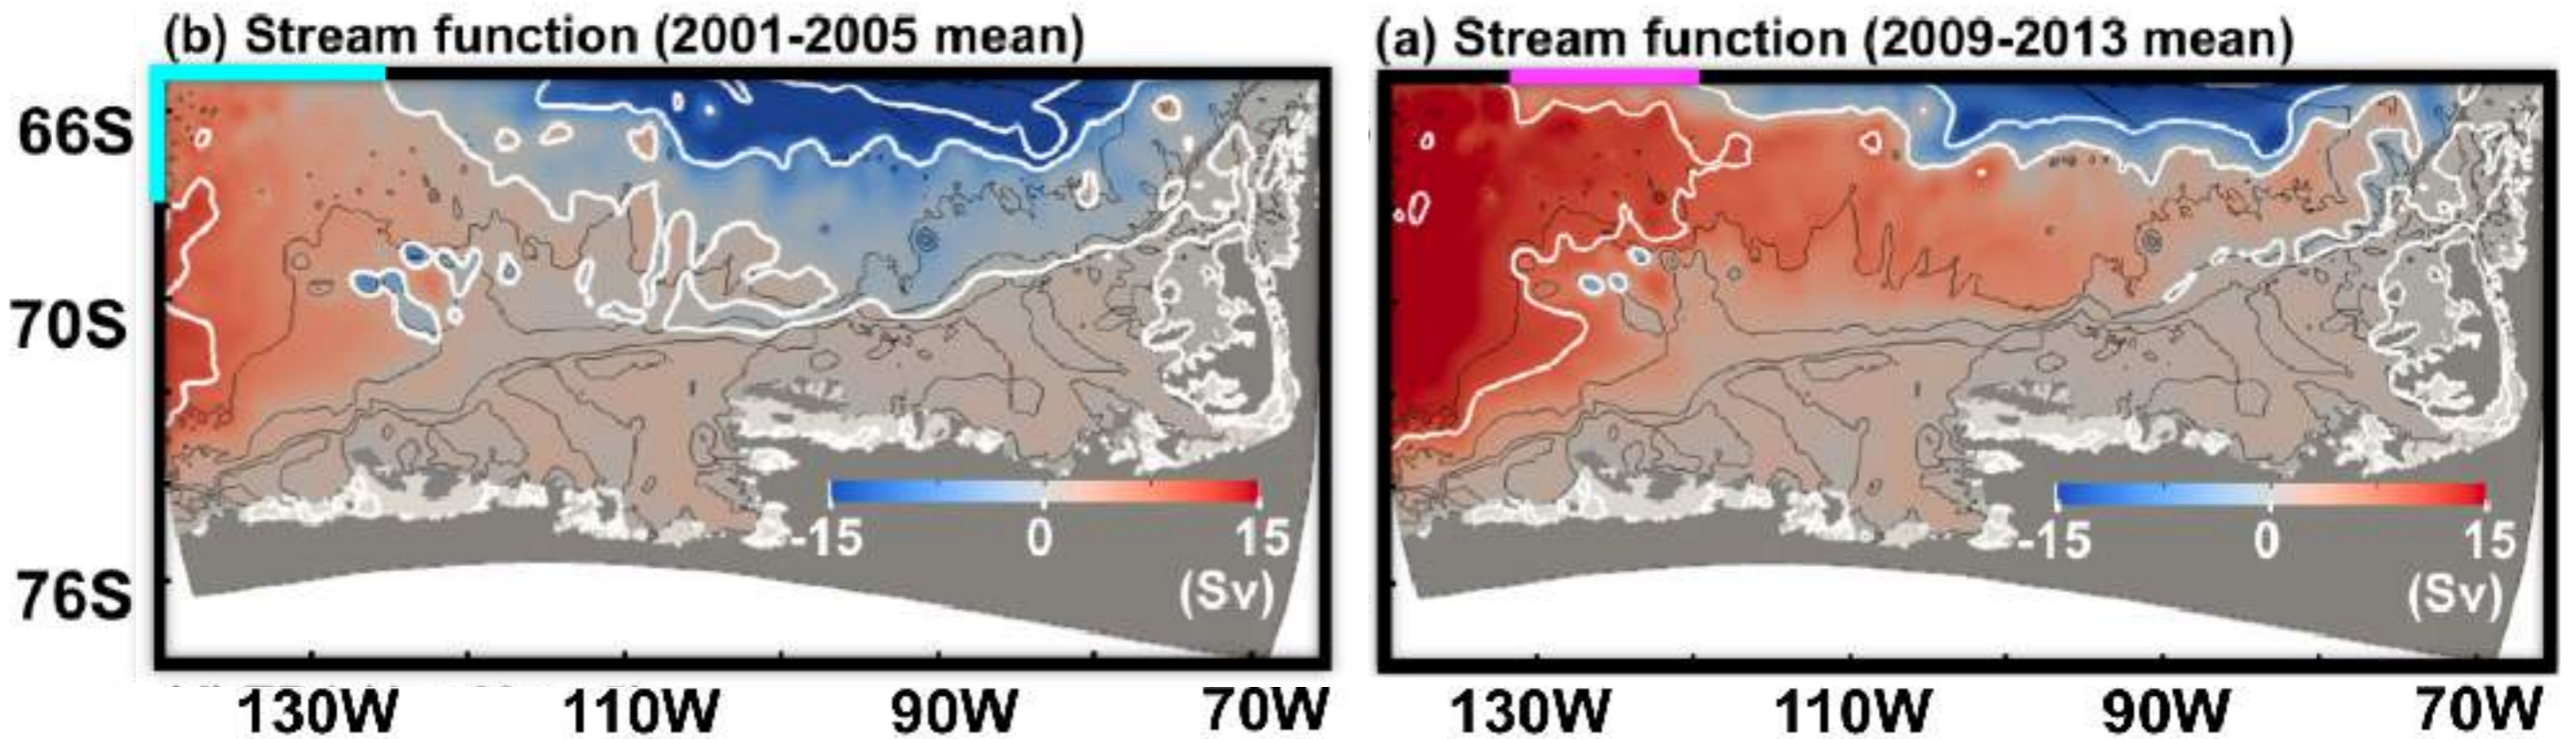 (b) Stream function (2001-2005 mean)
(a) Stream function (2009-2013 mean)
66S
70S
76S
-15 0 15
(Sv)
-15 0 15
(Sv)
130W 110W 90W 70W
130W 110W 90W 70W